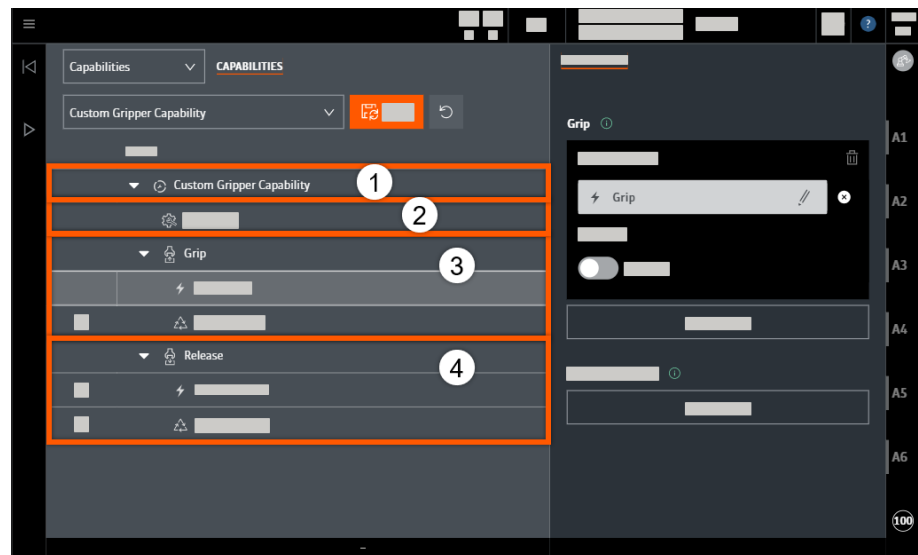 ?
Capabilities
CAPABILITIES
Custom Gripper Capability
Custom Gripper Capability
1
2
Grip
3
Release
4
Grip
Grip
A1
A2
A3
A4
A5
A6
100